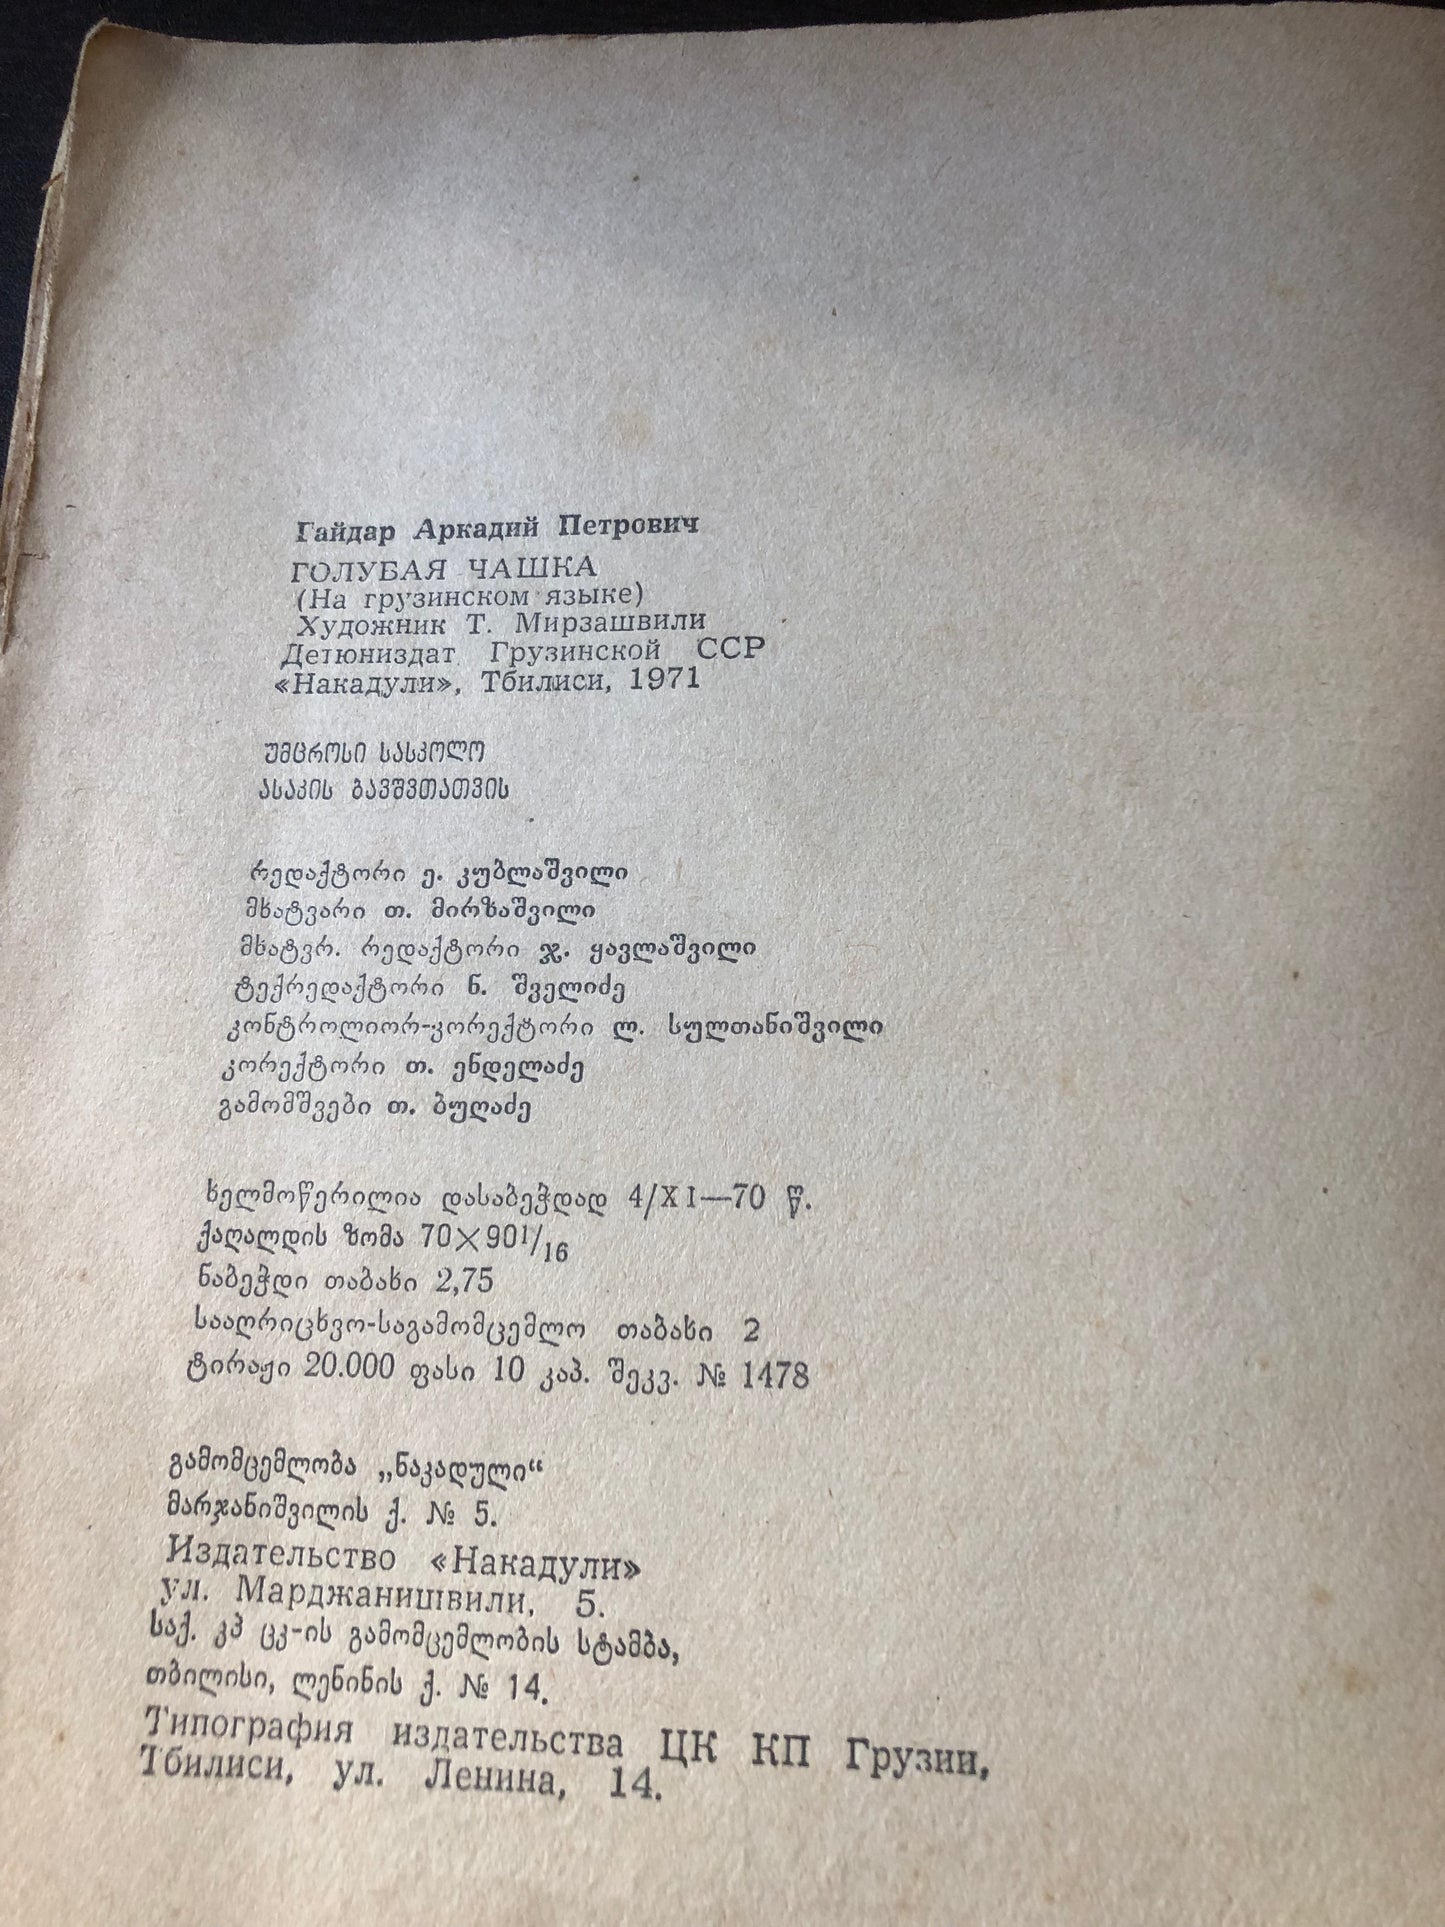 Гайдар Аркадий Петрович
ГОЛУБАЯ ЧАШКА
(На грузинском языке)
Художник Т. Мирзашвили
Детюниздат Грузинской ССР
«Накадули», Тбилиси, 1971
უმცროსი სასკოლო
ასაკის ბავშვთათვის
რედაქტორი ე. კუბლაშვილი
მხატვარი თ. მირზაშვილი
მხატვრ. რედაქტორი ჯ. ყავლაშვილი
ტექრედაქტორი ნ. შველიძე
კონტროლიორ-კორექტორი ლ. სულთანიშვილი
კორექტორი თ. ენდელაძე
გამომშვები თ. ბუღაძე
ხელმოწერილია დასაბეჭდად 4/XI—70 წ.
ქაღალდის ზომა 70×90¹/₁₆
ნაბეჭდი თაბახი 2,75
სააღრიცხვო-საგამომცემლო თაბახი 2
ტირაჟი 20.000 ფასი 10 კაპ. შეკვ. № 1478
გამომცემლობა „ნაკადული“
მარჯანიშვილის ქ. № 5.
Издательство «Накадули»
ул. Марджанишвили, 5.
საქ. კპ ცკ-ის გამომცემლობის სტამბა,
თბილისი, ლენინის ქ. № 14.
Типография издательства ЦК КП Грузии,
Тбилиси, ул. Ленина, 14.